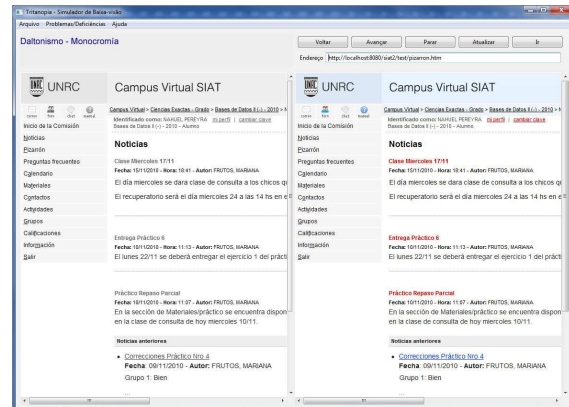 Tritanopia - Simulador de Baixa-visão
Arquivo Problemas/Deficiências Ajuda
Daltonismo - Monocromía
Voltar Avançar Parar Atualizar Ir
Endereço http://localhost:8080/siat2/test/pizarron.htm
UNRC
Campus Virtual SIAT
correo foro chat manual
Campus Virtual > Ciencias Exactas - Grado > Bases de Datos II (-) - 2010 >
Identificado como: NAHUEL PEREYRA mi perfil | cambiar clave
Bases de Datos II (-) - 2010 - Alumno
Inicio de la Comisión
Noticias
Pizarrón
Preguntas frecuentes
Calendario
Materiales
Contactos
Actividades
Grupos
Calificaciones
Información
Salir
Noticias
Clase Miercoles 17/11
Fecha: 15/11/2010 - Hora: 18:41 - Autor: FRUTOS, MARIANA
El día miercoles se dara clase de consulta a los chicos q
El recuperatorio será el día miercoles 24 a las 14 hs en e
Entrega Práctico 6
Fecha: 10/11/2010 - Hora: 11:13 - Autor: FRUTOS, MARIANA
El lunes 22/11 se deberá entregar el ejercicio 1 del prácti
Práctico Repaso Parcial
Fecha: 10/11/2010 - Hora: 11:07 - Autor: FRUTOS, MARIANA
En la sección de Materiales/práctico se encuentra dispon
en la clase de consulta de hoy miercoles 10/11.
Noticias anteriores
• Correcciones Práctico Nro 4
Fecha: 09/11/2010 - Autor: FRUTOS, MARIANA
Grupo 1: Bien
...
UNRC
Campus Virtual SIAT
correo foro chat manual
Campus Virtual > Ciencias Exactas - Grado > Bases de Datos II (-) - 2010 >
Identificado como: NAHUEL PEREYRA mi perfil | cambiar clave
Bases de Datos II (-) - 2010 - Alumno
Inicio de la Comisión
Noticias
Pizarrón
Preguntas frecuentes
Calendario
Materiales
Contactos
Actividades
Grupos
Calificaciones
Información
Salir
Noticias
Clase Miercoles 17/11
Fecha: 15/11/2010 - Hora: 18:41 - Autor: FRUTOS, MARIANA
El día miercoles se dara clase de consulta a los chicos q
El recuperatorio será el día miercoles 24 a las 14 hs en e
Entrega Práctico 6
Fecha: 10/11/2010 - Hora: 11:13 - Autor: FRUTOS, MARIANA
El lunes 22/11 se deberá entregar el ejercicio 1 del prácti
Práctico Repaso Parcial
Fecha: 10/11/2010 - Hora: 11:07 - Autor: FRUTOS, MARIANA
En la sección de Materiales/práctico se encuentra dispon
en la clase de consulta de hoy miercoles 10/11.
Noticias anteriores
• Correcciones Práctico Nro 4
Fecha: 09/11/2010 - Autor: FRUTOS, MARIANA
Grupo 1: Bien
...